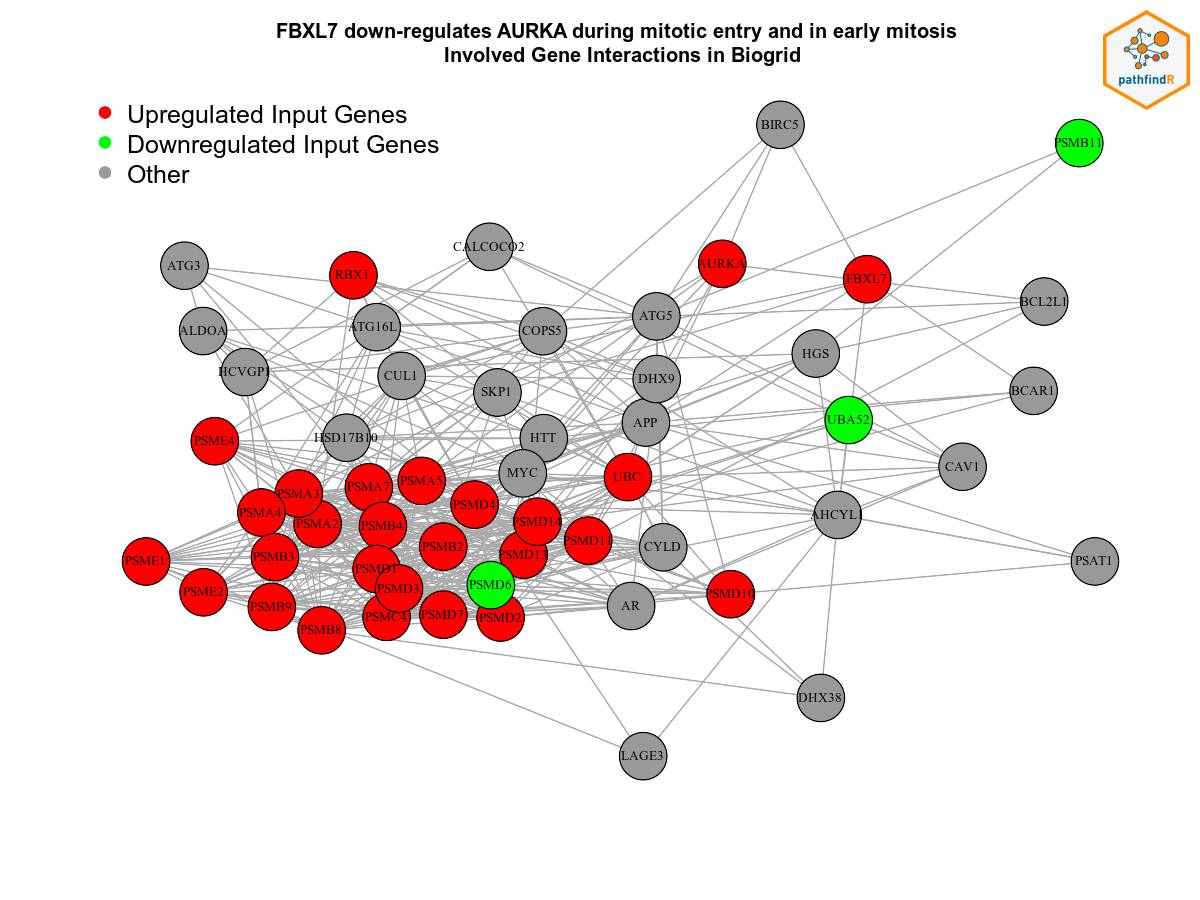 FBXL7 down-regulates AURKA during mitotic entry and in early mitosis
Involved Gene Interactions in Biogrid
pathfindR
Upregulated Input Genes
Downregulated Input Genes
Other
BIRC5
PSMB11
CALCOCO2
ATG3
RBX1
AURKA
FBXL7
BCL2L1
ATG5
ATG16L
ALDOA
COPS5
HGS
HCVGP1
CUL1
DHX9
SKP1
BCAR1
APP
UBA52
PSME4
HSD17B10
HTT
CAV1
MYC
UBC
PSMA5
PSMA7
PSMA3
PSMD4
PSMA4
PSMA2
PSMB4
PSMD14
AHCYL1
PSMD11
PSMB2
CYLD
PSMD13
PSMB3
PSME1
PSAT1
PSMD1
PSMD3
PSMD6
PSME2
PSMD10
PSMB9
AR
PSMC4
PSMD7
PSMD2
PSMB8
DHX38
LAGE3